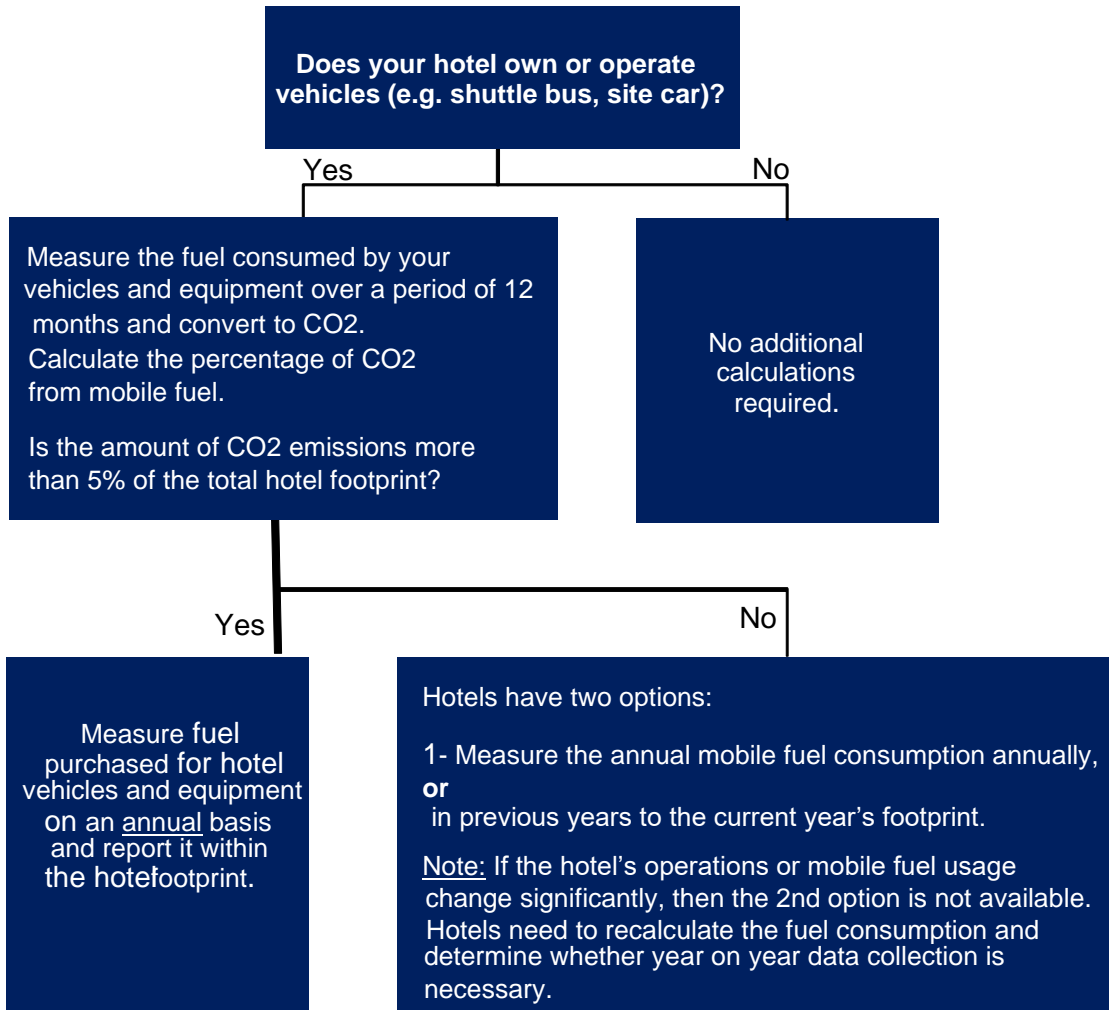 Does your hotel own or operate
vehicles (e.g. shuttle bus, site car)?
Yes
No
Measure the fuel consumed by your
vehicles and equipment over a period of 12
months and convert to CO2.
Calculate the percentage of CO2
from mobile fuel.
Is the amount of CO2 emissions more
than 5% of the total hotel footprint?
No additional
calculations
required.
Yes
No
Measure fuel
purchased for hotel
vehicles and equipment
on an annual basis
and report it within
the hotel footprint.
Hotels have two options:
1- Measure the annual mobile fuel consumption annually,
or
in previous years to the current year's footprint.
Note: If the hotel's operations or mobile fuel usage
change significantly, then the 2nd option is not available.
Hotels need to recalculate the fuel consumption and
determine whether year on year data collection is
necessary.